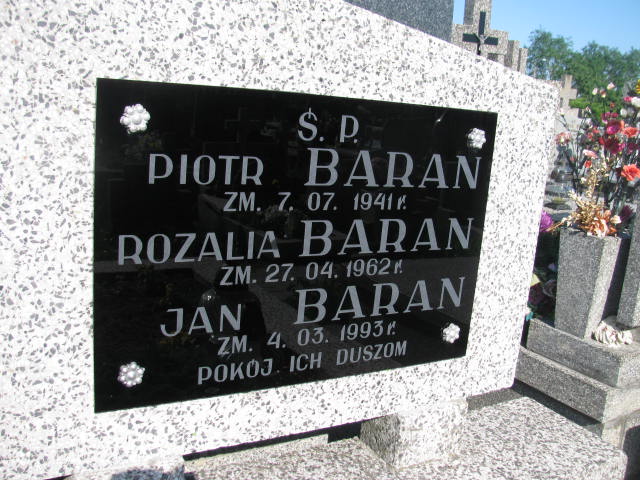 Ś. P.
PIOTR BARAN
ZM. 7. 07. 1941 r.
ROZALIA BARAN
ZM. 27. 04. 1962 r.
JAN BARAN
ZM. 4. 03. 1993 r.
POKÓJ ICH DUSZOM